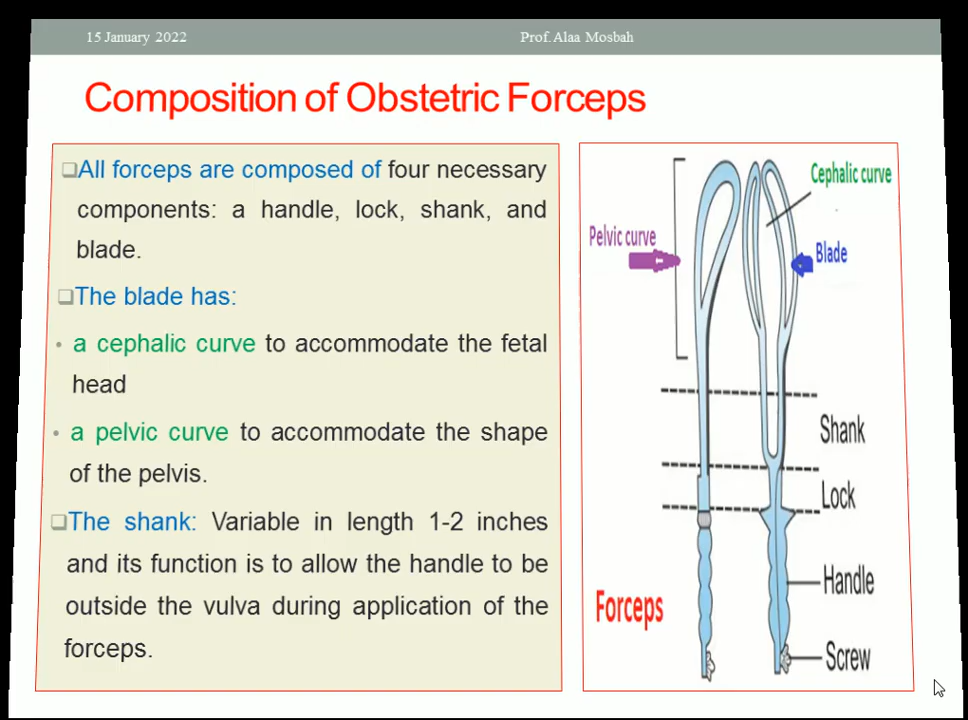 15 January 2022
Prof. Alaa Mosbah
Composition of Obstetric Forceps
All forceps are composed of four necessary
components: a handle, lock, shank, and
blade.
The blade has:
• a cephalic curve to accommodate the fetal
head
• a pelvic curve to accommodate the shape
of the pelvis.
The shank: Variable in length 1-2 inches
and its function is to allow the handle to be
outside the vulva during application of the
forceps.
Cephalic curve
Pelvic curve
Blade
Shank
Lock
Handle
Forceps
Screw